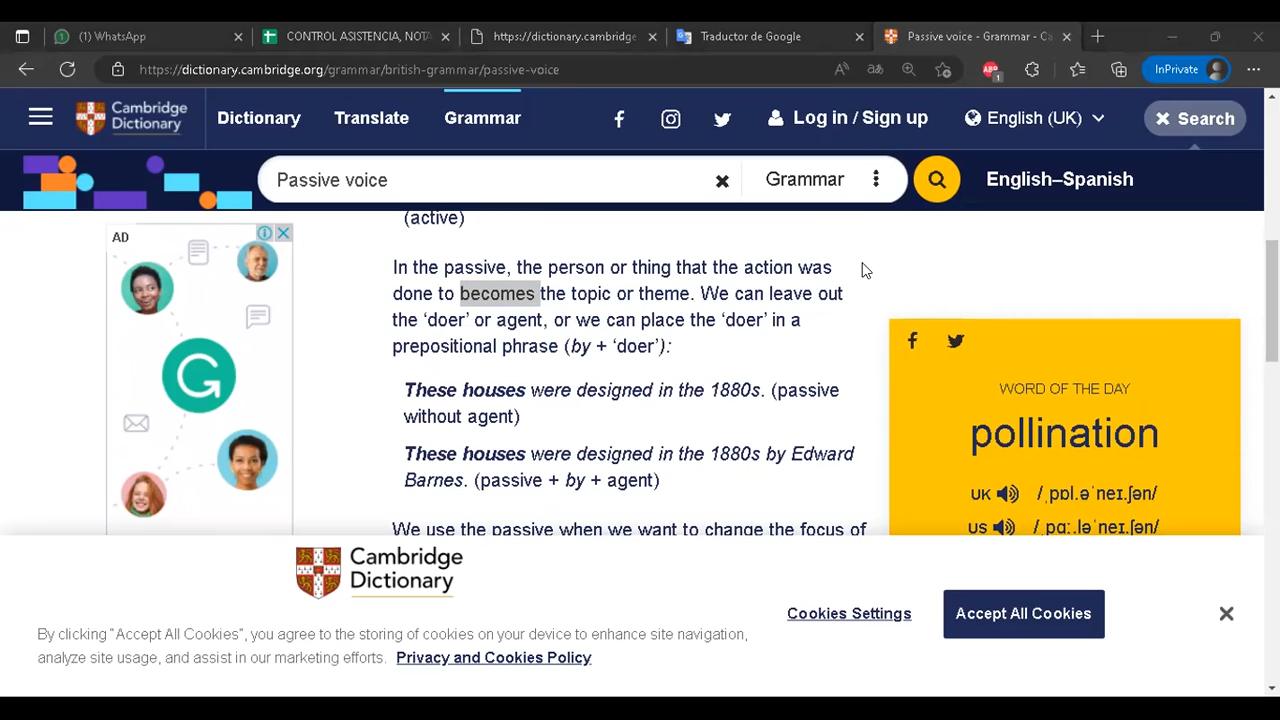 (1) WhatsApp
CONTROL ASISTENCIA, NOT
https://dictionary.cambridge
Traductor de Google
Passive voice - Grammar - Ca
https://dictionary.cambridge.org/grammar/british-grammar/passive-voice
InPrivate
Cambridge
Dictionary
Dictionary
Translate
Grammar
Log in / Sign up
English (UK)
Search
Passive voice
Grammar
English–Spanish
(active)
AD
In the passive, the person or thing that the action was
done to becomes the topic or theme. We can leave out
the ‘doer’ or agent, or we can place the ‘doer’ in a
prepositional phrase (by + ‘doer’):
These houses were designed in the 1880s. (passive
without agent)
These houses were designed in the 1880s by Edward
Barnes. (passive + by + agent)
We use the passive when we want to change the focus of
WORD OF THE DAY
pollination
UK /ˌpɒl.əˈneɪ.ʃən/
US /ˌpɑː.ləˈneɪ.ʃən/
Cambridge
Dictionary
By clicking “Accept All Cookies”, you agree to the storing of cookies on your device to enhance site navigation,
analyze site usage, and assist in our marketing efforts. Privacy and Cookies Policy
Cookies Settings
Accept All Cookies